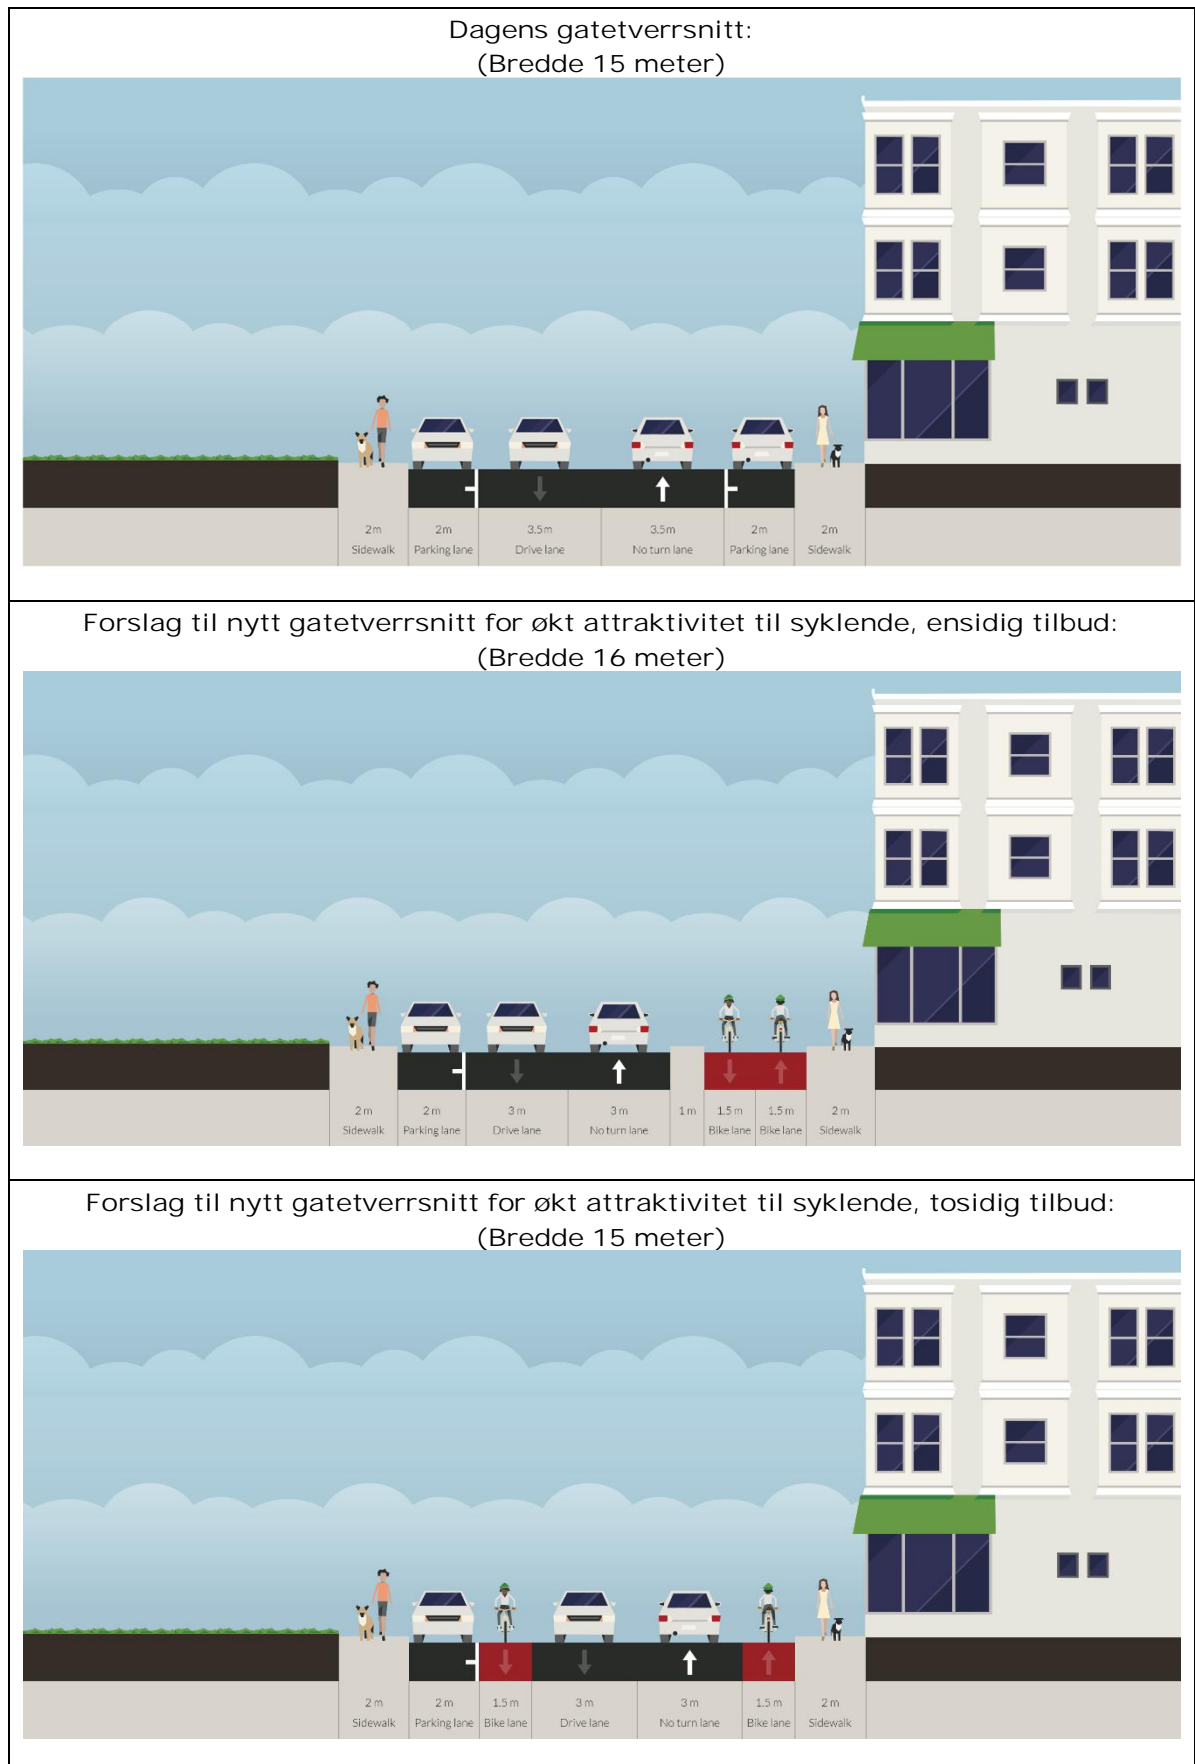 Dagens gatetverrsnitt:
(Bredde 15 meter)
2m 2m 3.5m 3.5m 2m 2m
Sidewalk Parking lane Drive lane No turn lane Parking lane Sidewalk
Forslag til nytt gatetverrsnitt for økt attraktivitet til syklende, ensidig tilbud:
(Bredde 16 meter)
2 m 2 m 3 m 3 m 1 m 1.5 m 1.5 m 2 m
Sidewalk Parking lane Drive lane No turn lane Bike lane Bike lane Sidewalk
Forslag til nytt gatetverrsnitt for økt attraktivitet til syklende, tosidig tilbud:
(Bredde 15 meter)
2 m 2 m 1.5 m 3 m 3 m 1.5 m 2 m
Sidewalk Parking lane Bike lane Drive lane No turn lane Bike lane Sidewalk